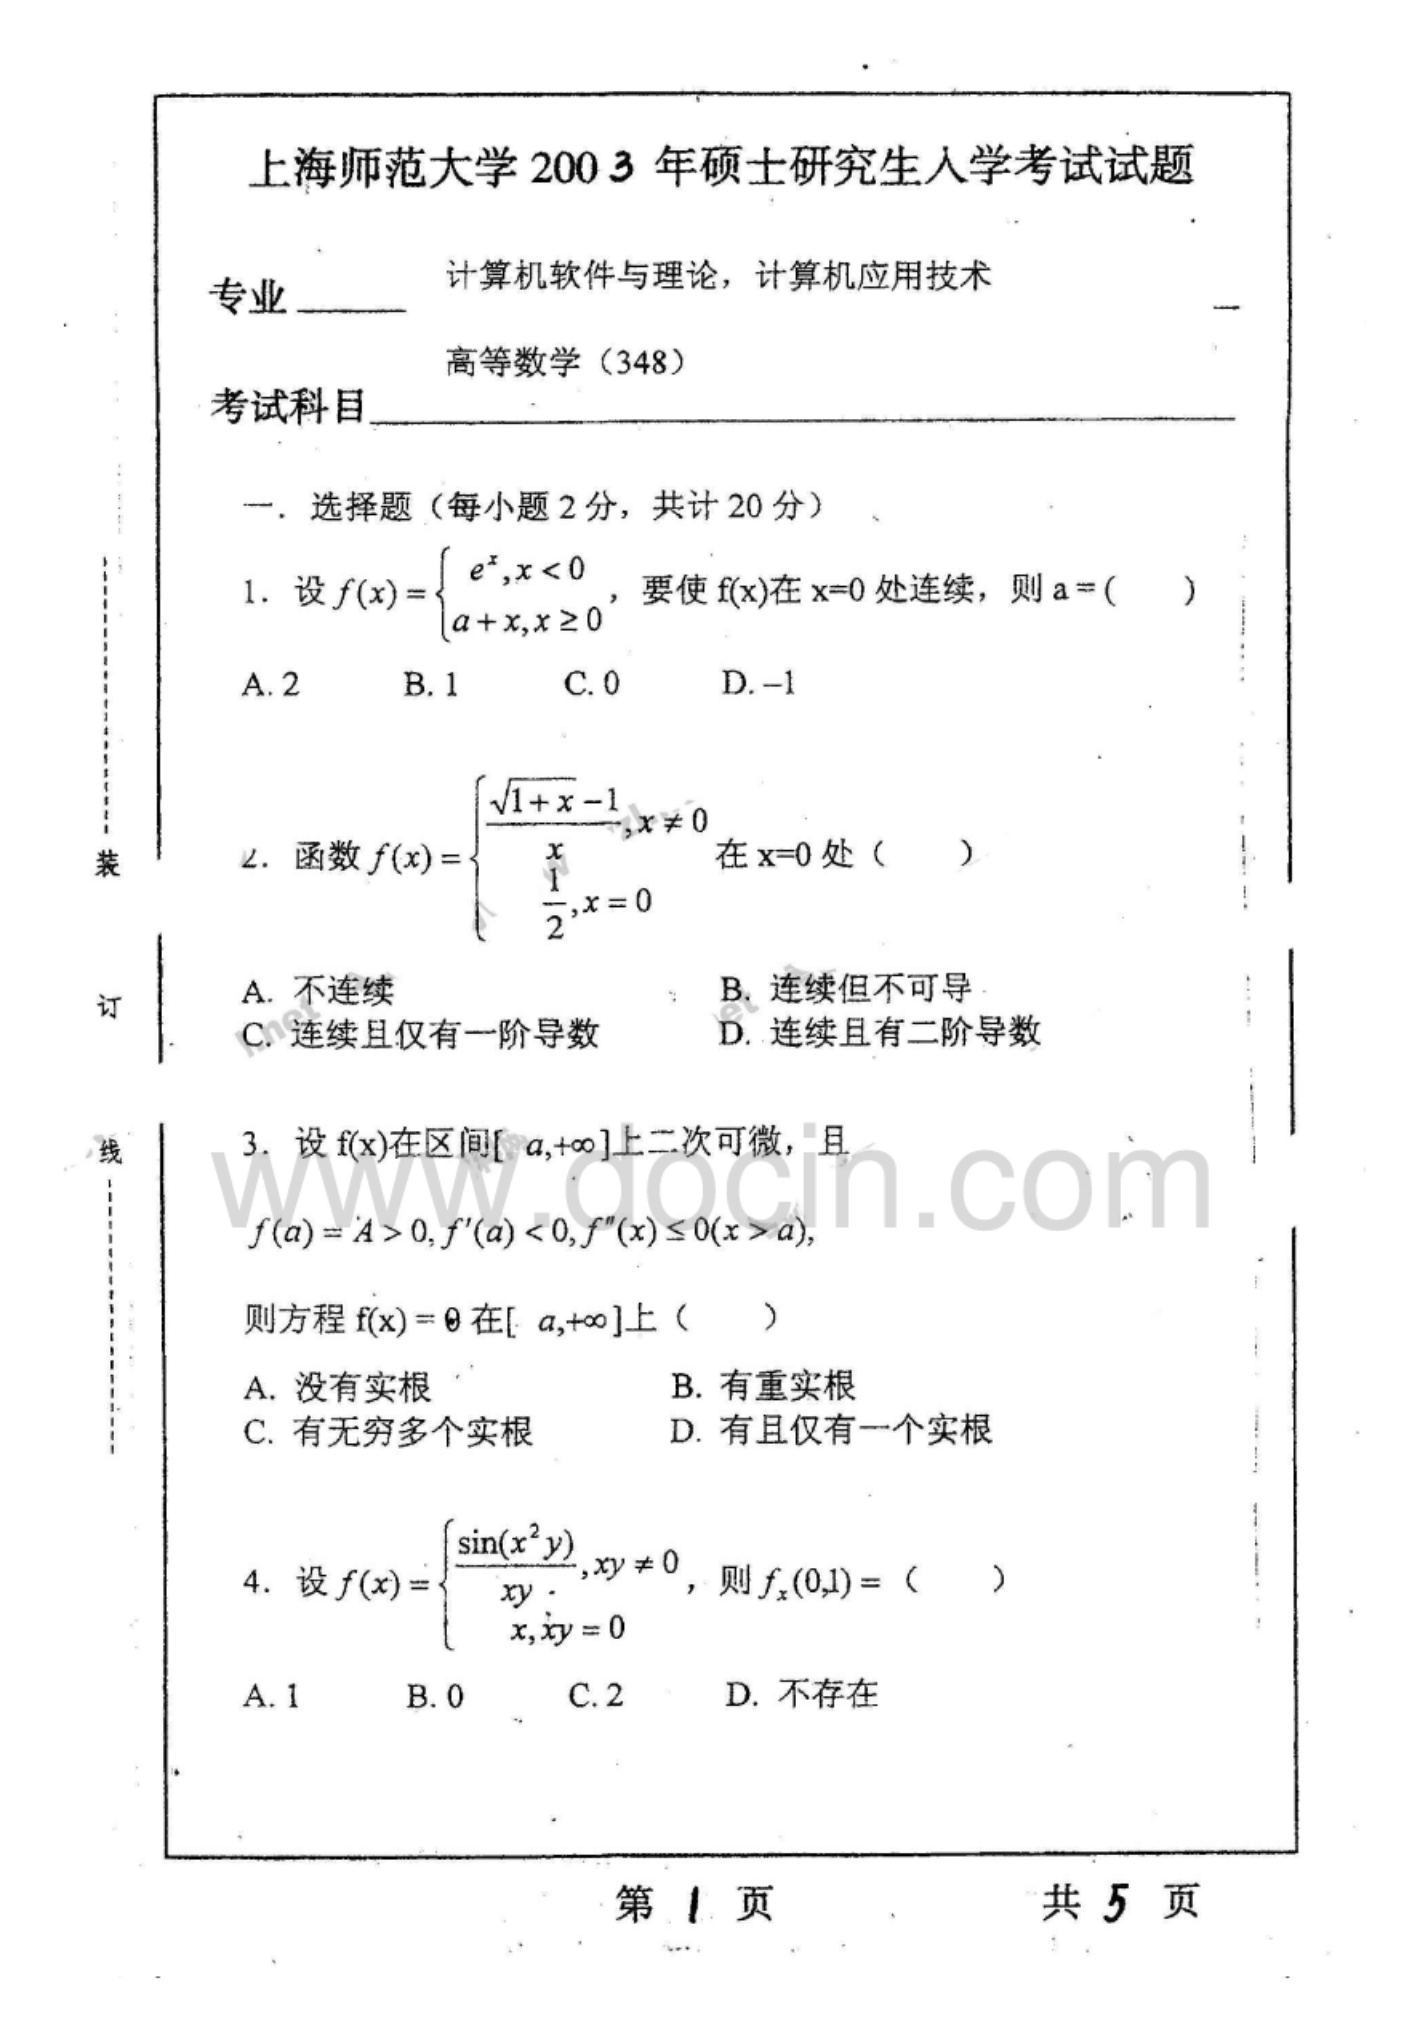 上海师范大学2003年硕士研究生入学考试试题
专业 计算机软件与理论，计算机应用技术
高等数学（348）
考试科目
一．选择题（每小题2分，共计20分）
1．设 f(x) = { e^x, x < 0 ; a + x, x ≥ 0 ，要使 f(x)在 x=0 处连续，则 a = (　　)
A. 2　B. 1　C. 0　D. –1
2．函数 f(x) = { (√(1+x) −1)/x, x ≠ 0 ; 1/2, x = 0 在 x=0 处（　　）
A. 不连续　B. 连续但不可导
C. 连续且仅有一阶导数　D. 连续且有二阶导数
3．设 f(x)在区间[ a,+∞]上二次可微，且
f(a) = A > 0, f′(a) < 0, f″(x) ≤ 0(x > a),
则方程 f(x) = 0 在[ a,+∞]上（　　）
A. 没有实根　B. 有重实根
C. 有无穷多个实根　D. 有且仅有一个实根
4．设 f(x) = { sin(x²y)/xy, xy ≠ 0 ; x, xy = 0 ，则 f_x(0,1) =（　　）
A. 1　B. 0　C. 2　D. 不存在
第 1 页　共 5 页
装
订
线
www.docin.com